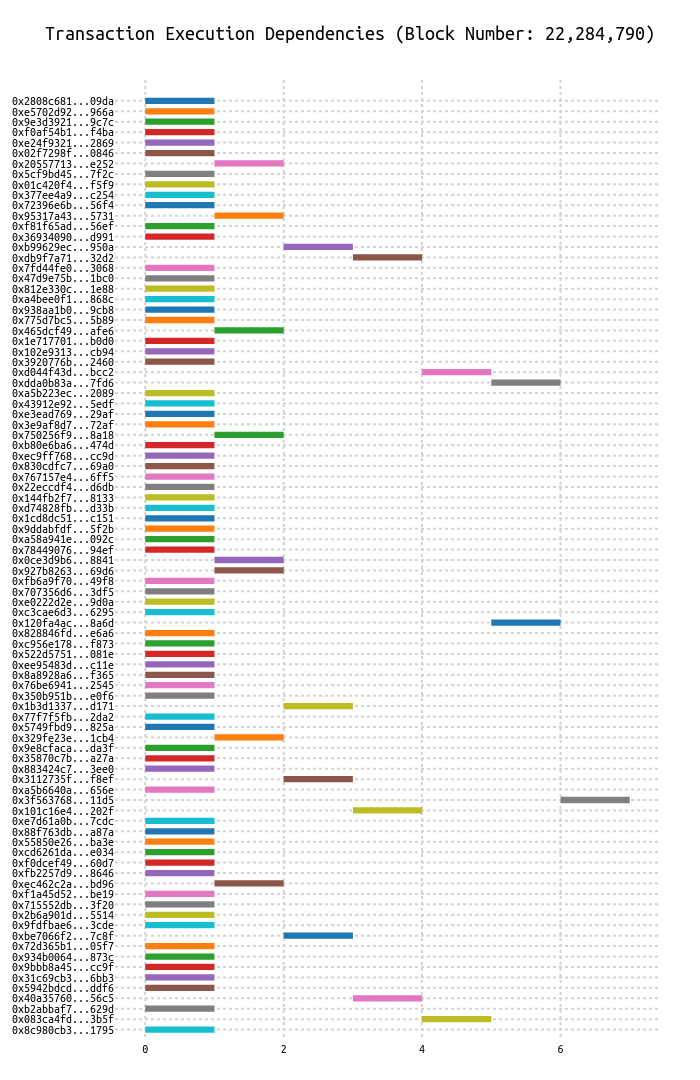 Transaction Execution Dependencies (Block Number: 22,284,790)
0x2808c681...09da
0xe5702d92...966a
0x9e3d3921...9c7c
0xf0af54b1...f4ba
0xe24f9321...2869
0x02f7298f...0846
0x20557713...e252
0x5cf9bd45...7f2c
0x01c420f4...f5f9
0x377ee4a9...c254
0x72396e6b...56f4
0x95317a43...5731
0xf81f65ad...56ef
0x36934090...d991
0xb99629ec...950a
0xdb9f7a71...32d2
0x7fd44fe0...3068
0x47d9e75b...1bc0
0x812e330c...1e88
0xa4bee0f1...868c
0x938aa1b0...9cb8
0x775d7bc5...5b89
0x465dcf49...afe6
0x1e717701...b0d0
0x102e9313...cb94
0x3920776b...2460
0xd044f43d...bcc2
0xdda0b83a...7fd6
0xa5b223ec...2089
0x43912e92...5edf
0xe3ead769...29af
0x3e9af8d7...72af
0x750256f9...8a18
0xb80e6ba6...474d
0xec9ff768...cc9d
0x830cdfc7...69a0
0x767157e4...6ff5
0x22eccdf4...d6db
0x144fb2f7...8133
0xd74828fb...d33b
0x1cd8dc51...c151
0x9ddabfdf...5f2b
0xa58a941e...092c
0x78449076...94ef
0x0ce3d9b6...8841
0x927b8263...69d6
0xfb6a9f70...49f8
0x707356d6...3df5
0xe0222d2e...9d0a
0xc3cae6d3...6295
0x120fa4ac...8a6d
0x828846fd...e6a6
0xc956e178...f873
0x522d5751...081e
0xee95483d...c11e
0x8a8928a6...f365
0x76be6941...2545
0x350b951b...e0f6
0x1b3d1337...d171
0x77f7f5fb...2da2
0x5749fbd9...825a
0x329fe23e...1cb4
0x9e8cfaca...da3f
0x35870c7b...a27a
0x883424c7...3ee0
0x3112735f...f8ef
0xa5b6640a...656e
0x3f563768...11d5
0x101c16e4...202f
0xe7d61a0b...7cdc
0x88f763db...a87a
0x55850e26...ba3e
0xcd6261da...e034
0xf0dcef49...60d7
0xfb2257d9...8646
0xec462c2a...bd96
0xf1a45d52...be19
0x715552db...3f20
0x2b6a901d...5514
0x9fdfbae6...3cde
0xbe7066f2...7c8f
0x72d365b1...05f7
0x934b0064...873c
0x9bbb8a45...cc9f
0x31c69cb3...6bb3
0x5942bdcd...ddf6
0x40a35760...56c5
0xb2abbaf7...629d
0x083ca4fd...3b5f
0x8c980cb3...1795
0 2 4 6